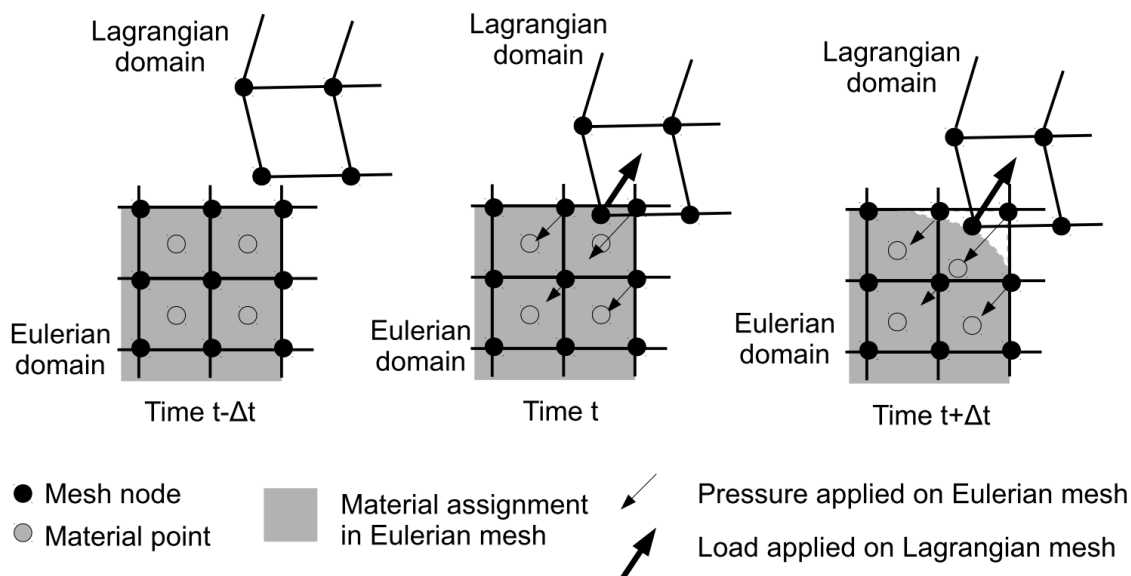 Lagrangian
domain
Eulerian
domain
Time t-Δt
Lagrangian
domain
Eulerian
domain
Time t
Lagrangian
domain
Eulerian
domain
Time t+Δt
Mesh node
Material point
Material assignment
in Eulerian mesh
Pressure applied on Eulerian mesh
Load applied on Lagrangian mesh